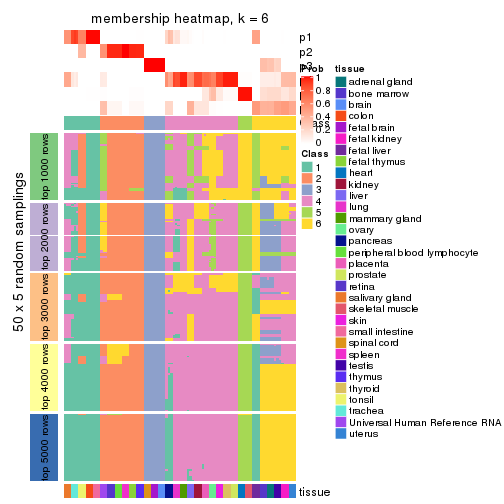 membership heatmap, k = 6
p1
p2
p3
Prob
1
0.8
0.6
0.4
0.2
0
Class
1
2
3
4
5
6
tissue
adrenal gland
bone marrow
brain
colon
fetal brain
fetal kidney
fetal liver
fetal thymus
heart
kidney
liver
lung
mammary gland
ovary
pancreas
peripheral blood lymphocyte
placenta
prostate
retina
salivary gland
skeletal muscle
skin
small intestine
spinal cord
spleen
testis
thymus
thyroid
tonsil
trachea
Universal Human Reference RNA
uterus
50 x 5 random samplings
top 1000 rows
top 2000 rows
top 3000 rows
top 4000 rows
top 5000 rows
tissue